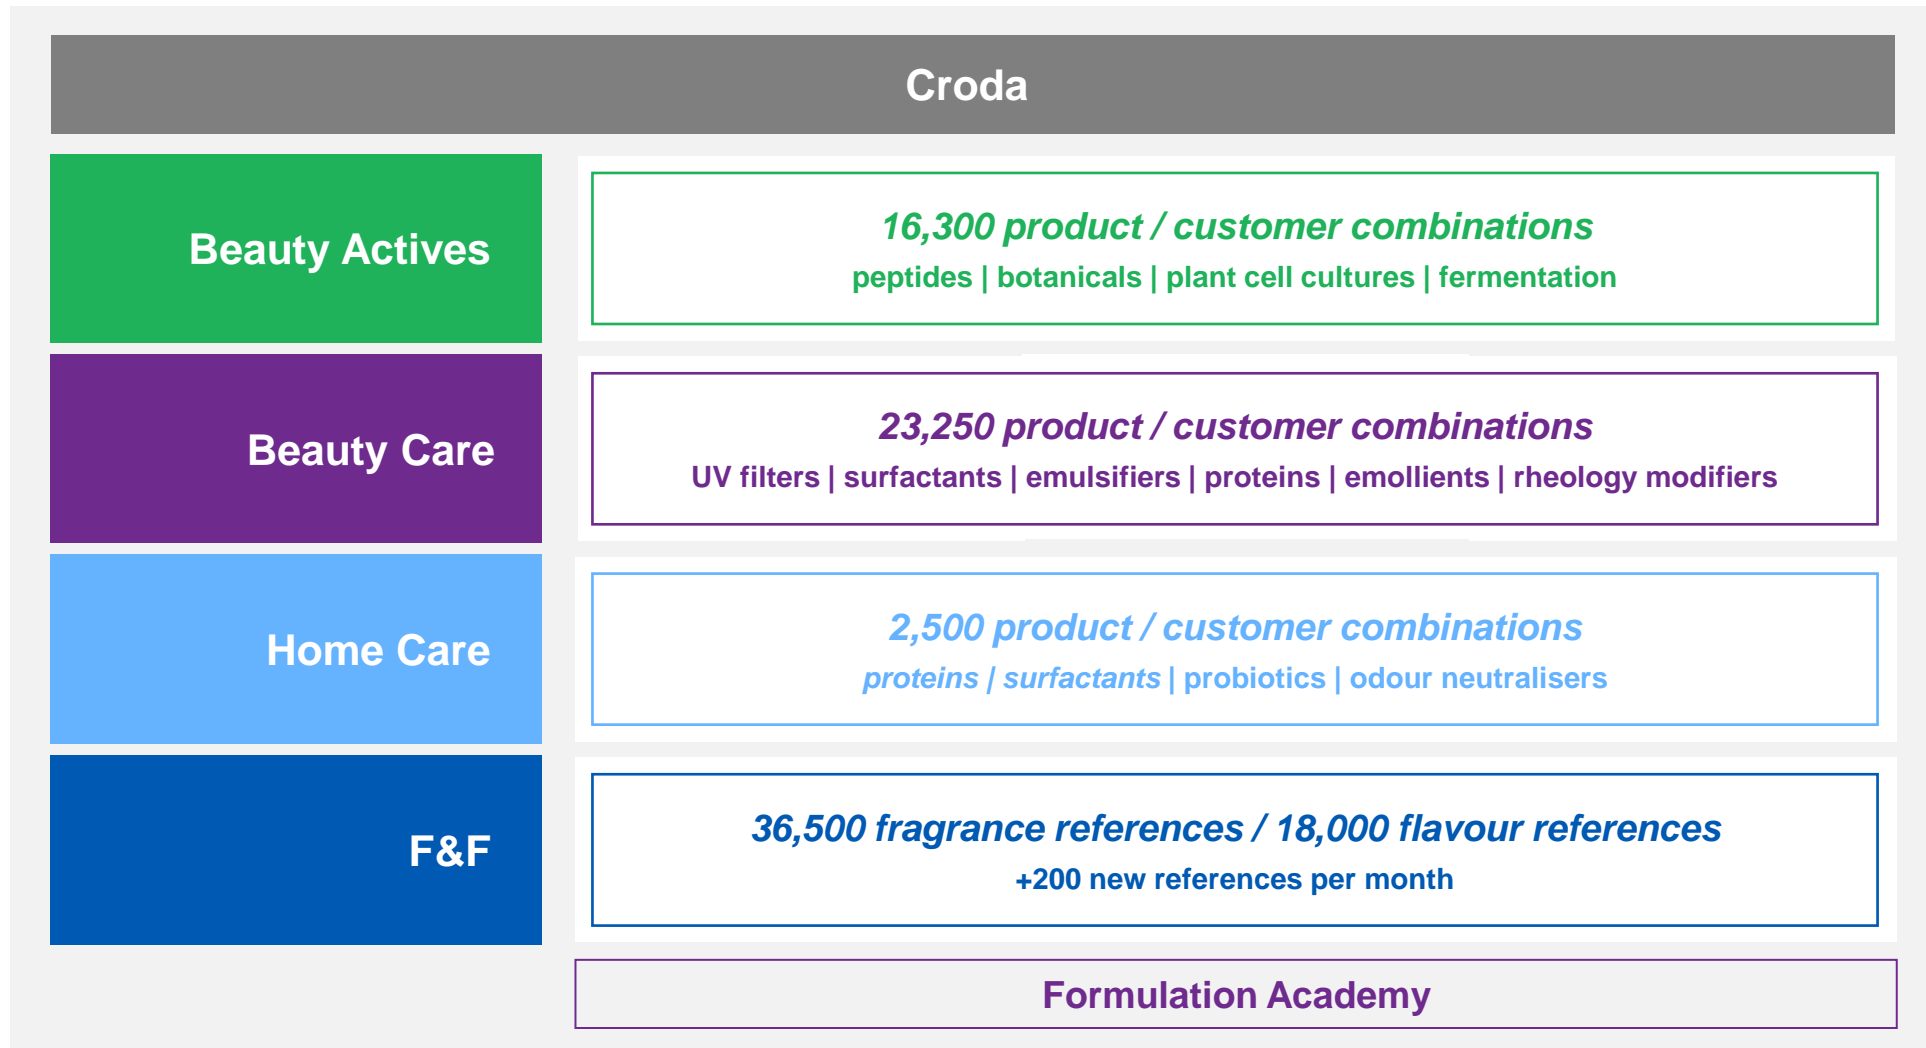 Croda
Beauty Actives
16,300 product / customer combinations
peptides | botanicals | plant cell cultures | fermentation
Beauty Care
23,250 product / customer combinations
UV filters | surfactants | emulsifiers | proteins | emollients | rheology modifiers
Home Care
2,500 product / customer combinations
proteins | surfactants | probiotics | odour neutralisers
F&F
36,500 fragrance references / 18,000 flavour references
+200 new references per month
Formulation Academy